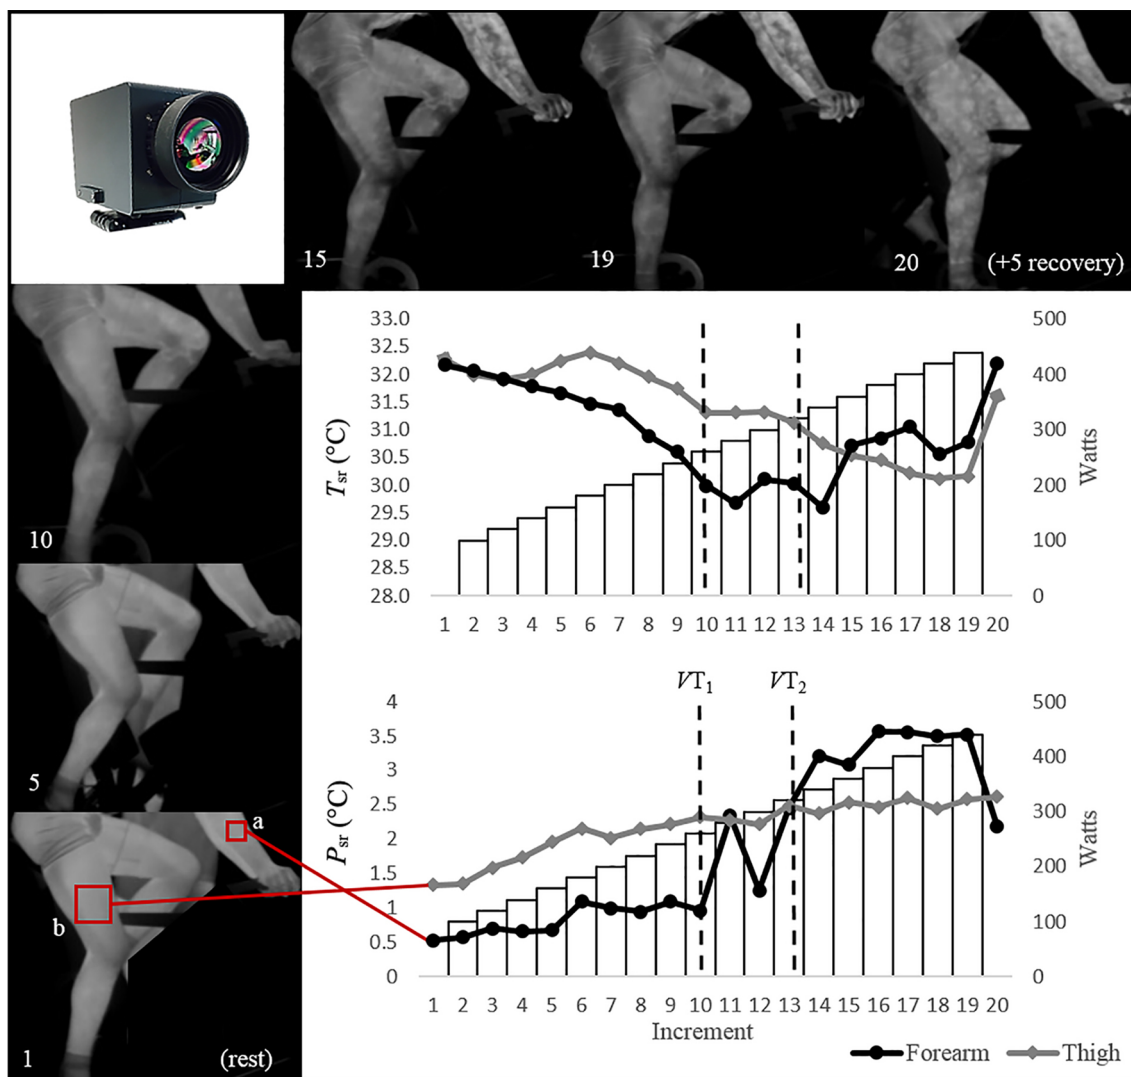 15
19
20
(+5 recovery)
10
5
a
b
1
(rest)
33.0
32.5
32.0
31.5
31.0
30.5
30.0
29.5
29.0
28.5
28.0
Tsr (°C)
500
400
300
200
100
0
Watts
1 2 3 4 5 6 7 8 9 10 11 12 13 14 15 16 17 18 19 20
VT1 VT2
4
3.5
3
2.5
2
1.5
1
0.5
0
Psr (°C)
500
400
300
200
100
0
Watts
1 2 3 4 5 6 7 8 9 10 11 12 13 14 15 16 17 18 19 20
Increment
Forearm Thigh